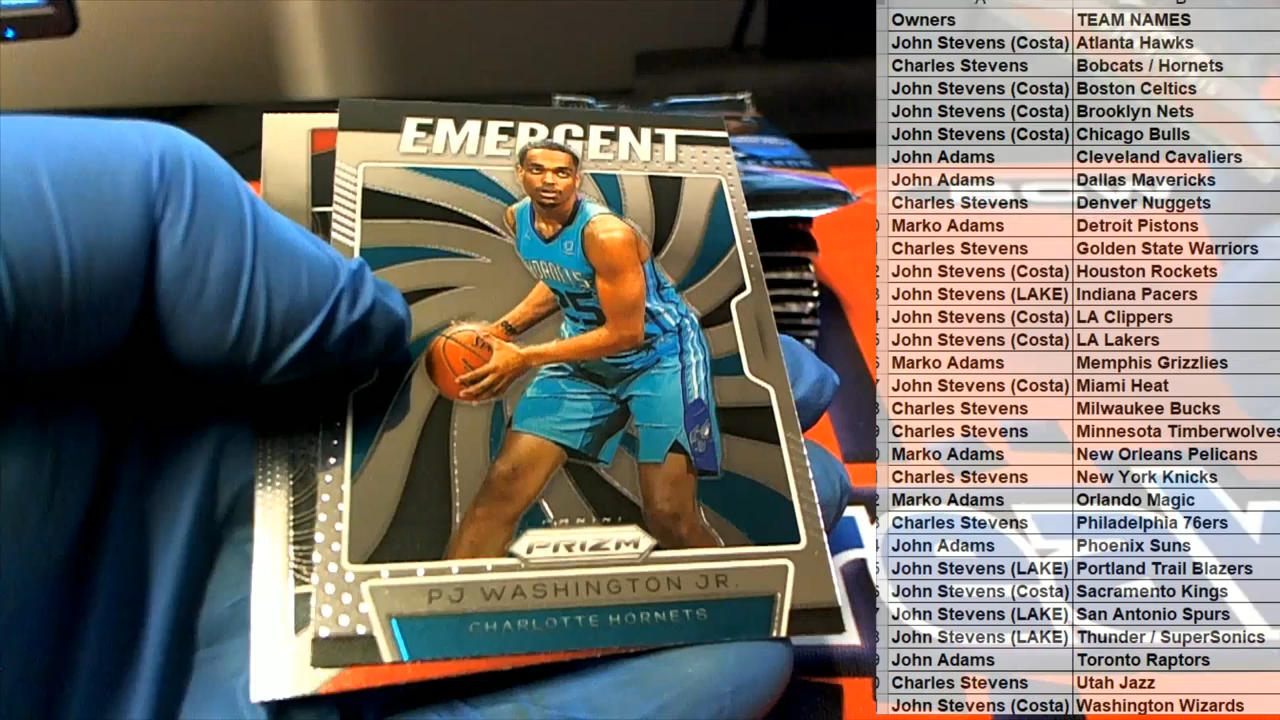 EMERGENT
HORNETS
25
PANINI
PRIZM
PJ WASHINGTON JR.
CHARLOTTE HORNETS
Owners TEAM NAMES
John Stevens (Costa) Atlanta Hawks
Charles Stevens Bobcats / Hornets
John Stevens (Costa) Boston Celtics
John Stevens (Costa) Brooklyn Nets
John Stevens (Costa) Chicago Bulls
John Adams Cleveland Cavaliers
John Adams Dallas Mavericks
Charles Stevens Denver Nuggets
Marko Adams Detroit Pistons
Charles Stevens Golden State Warriors
John Stevens (Costa) Houston Rockets
John Stevens (LAKE) Indiana Pacers
John Stevens (Costa) LA Clippers
John Stevens (Costa) LA Lakers
Marko Adams Memphis Grizzlies
John Stevens (Costa) Miami Heat
Charles Stevens Milwaukee Bucks
Charles Stevens Minnesota Timberwolves
Marko Adams New Orleans Pelicans
Charles Stevens New York Knicks
Marko Adams Orlando Magic
Charles Stevens Philadelphia 76ers
John Adams Phoenix Suns
John Stevens (LAKE) Portland Trail Blazers
John Stevens (Costa) Sacramento Kings
John Stevens (LAKE) San Antonio Spurs
John Stevens (LAKE) Thunder / SuperSonics
John Adams Toronto Raptors
Charles Stevens Utah Jazz
John Stevens (Costa) Washington Wizards